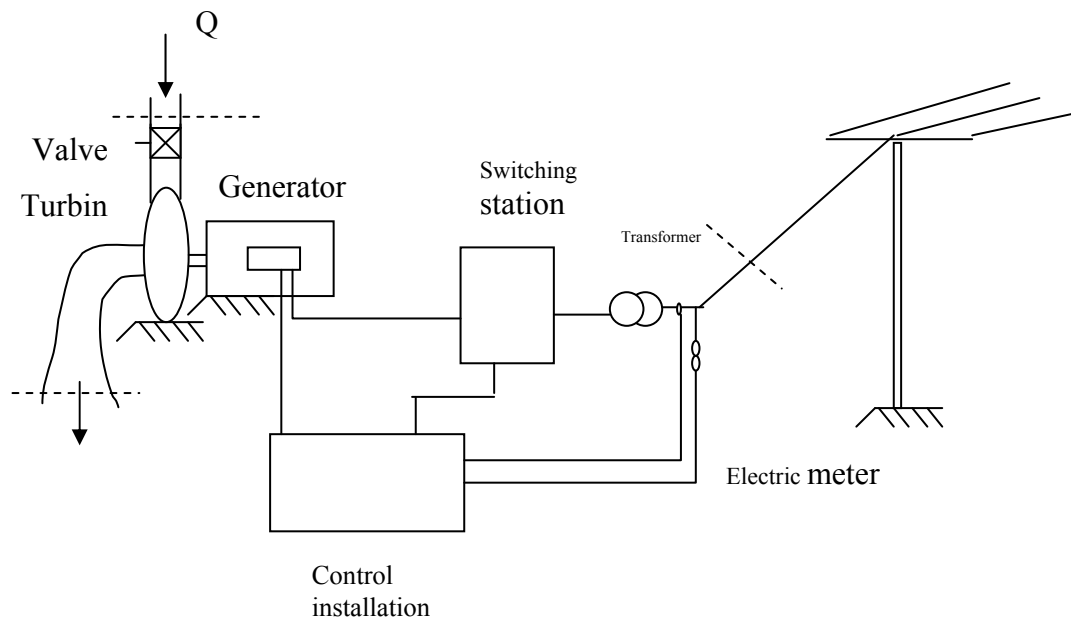 Q
Valve
Turbin
Generator
Switching
station
Transformer
Electric meter
Control
installation